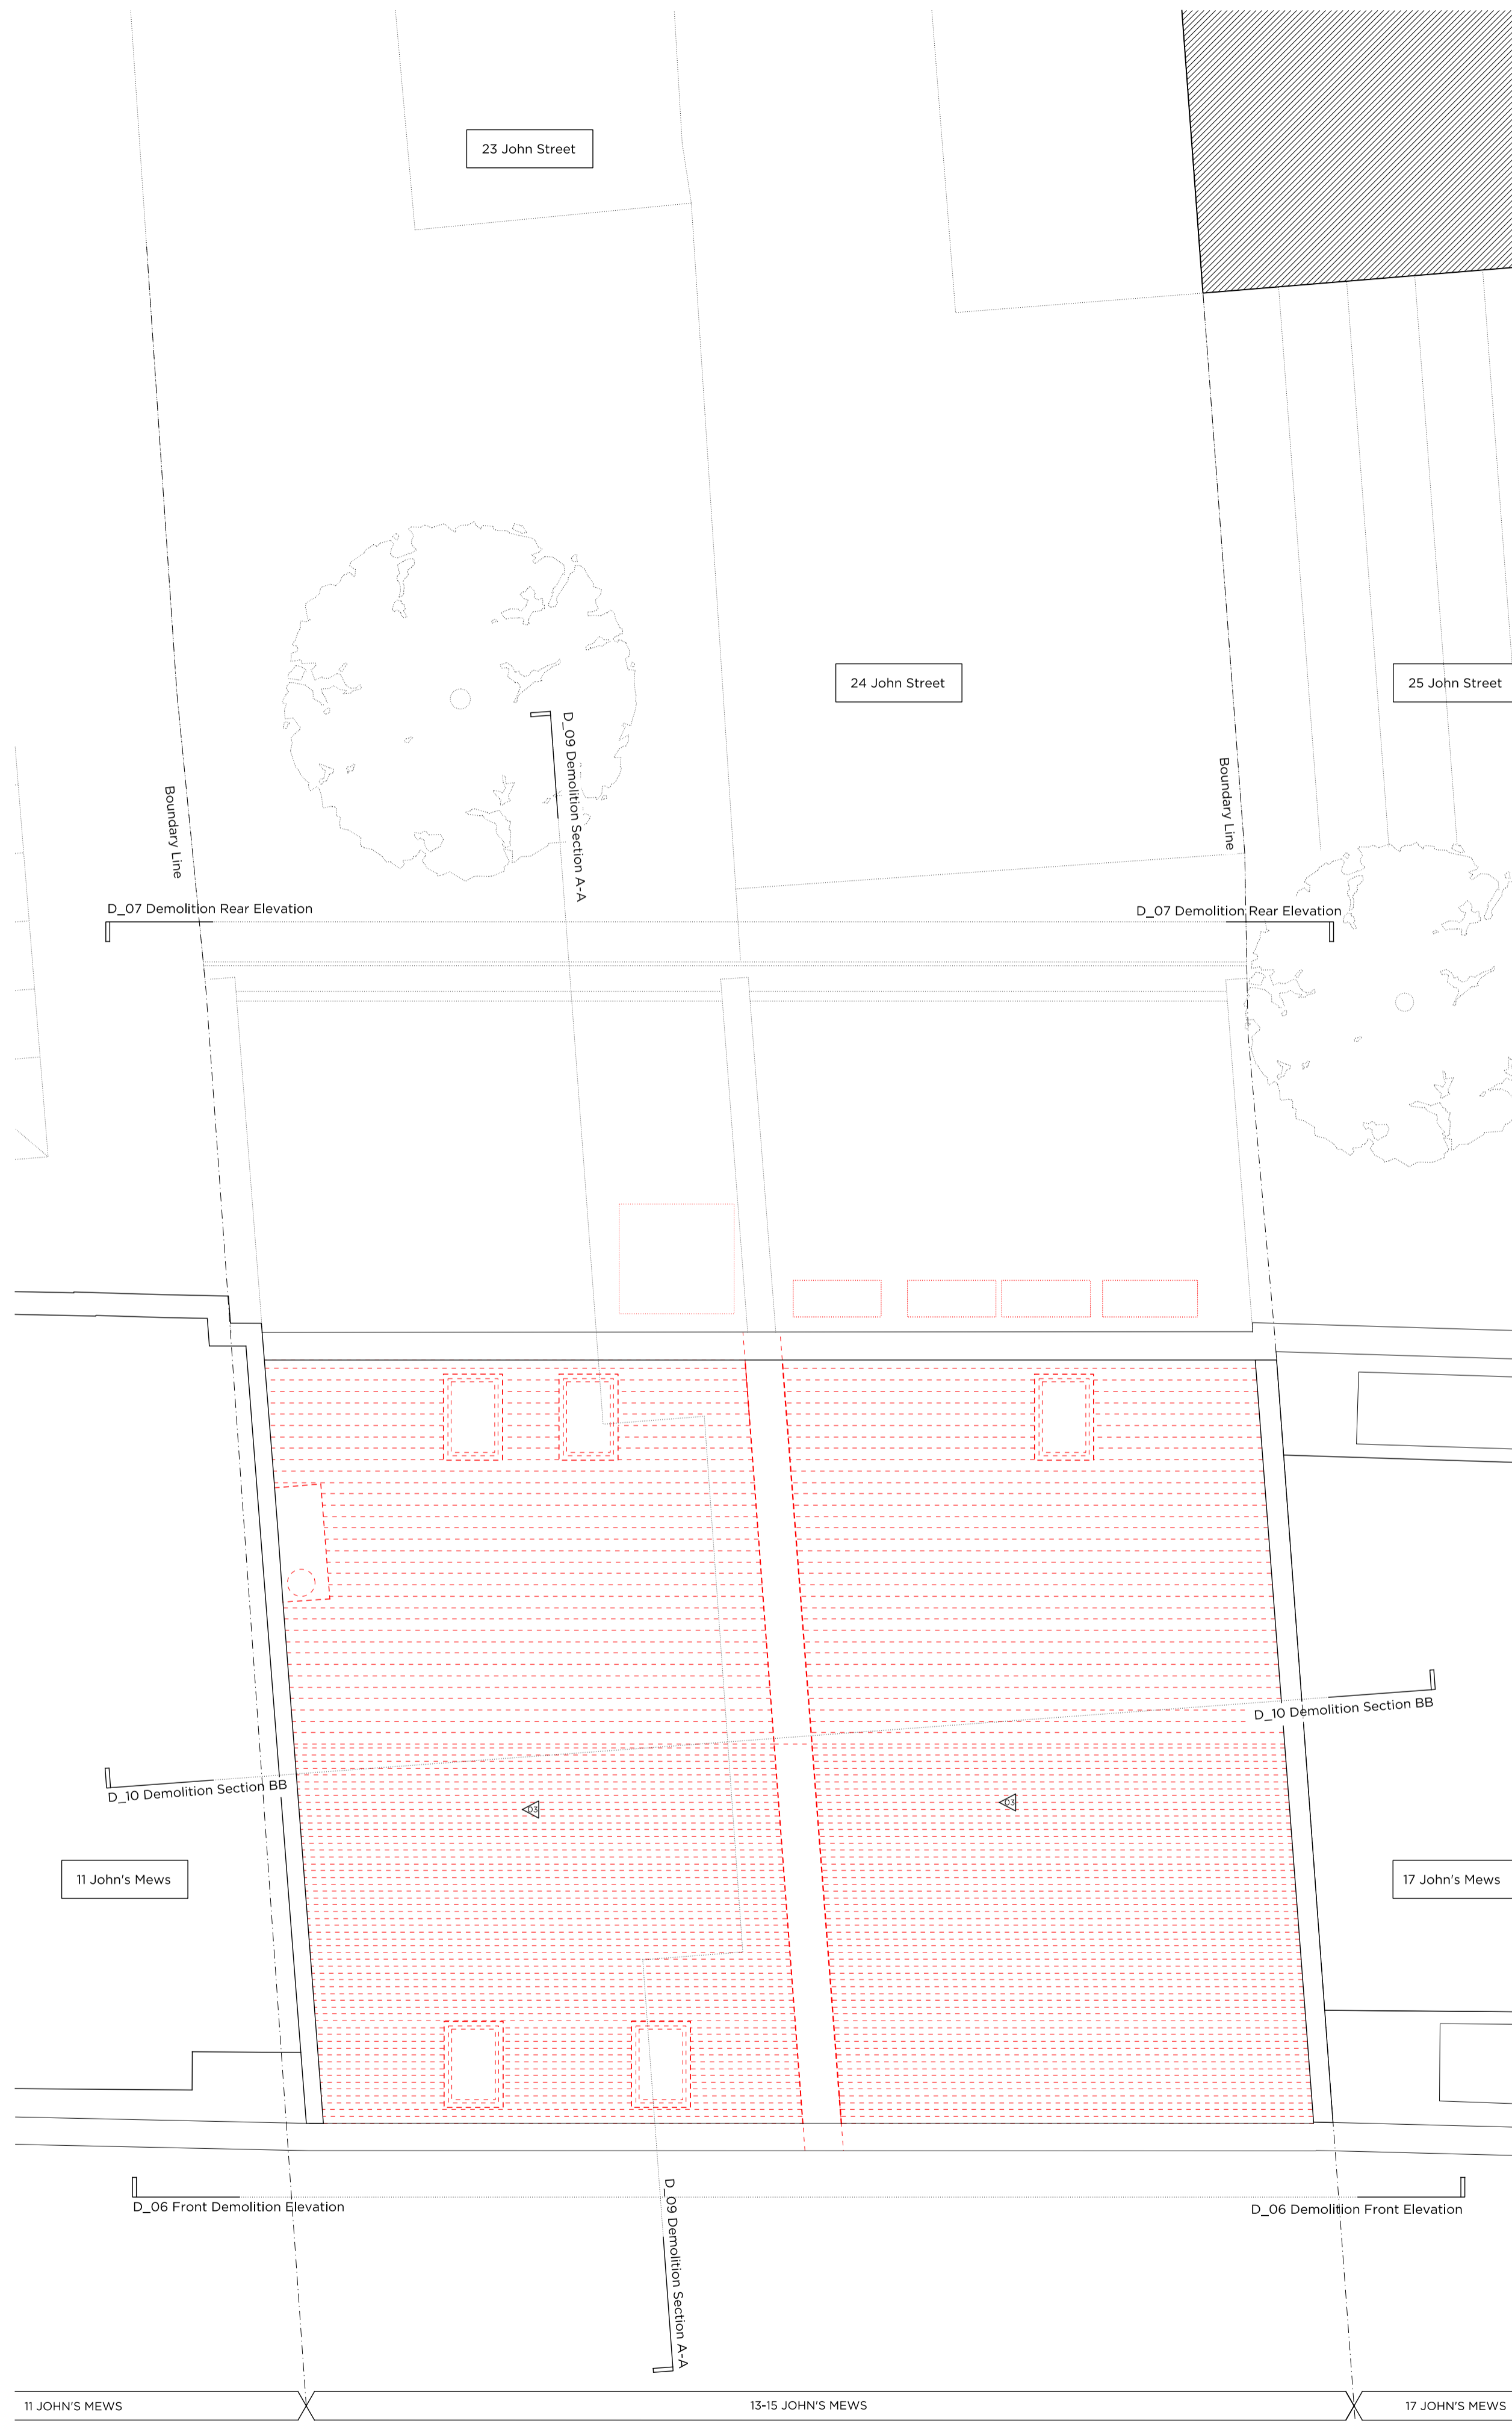 23 John Street
24 John Street
25 John Street
D_09 Demolition Section A-A
Boundary Line
Boundary Line
D_07 Demolition Rear Elevation
D_07 Demolition Rear Elevation
D_10 Demolition Section BB
D_10 Demolition Section BB
D3
D3
11 John's Mews
17 John's Mews
D_06 Front Demolition Elevation
D_06 Demolition Front Elevation
D_09 Demolition Section A-A
11 JOHN'S MEWS
13-15 JOHN'S MEWS
17 JOHN'S MEWS